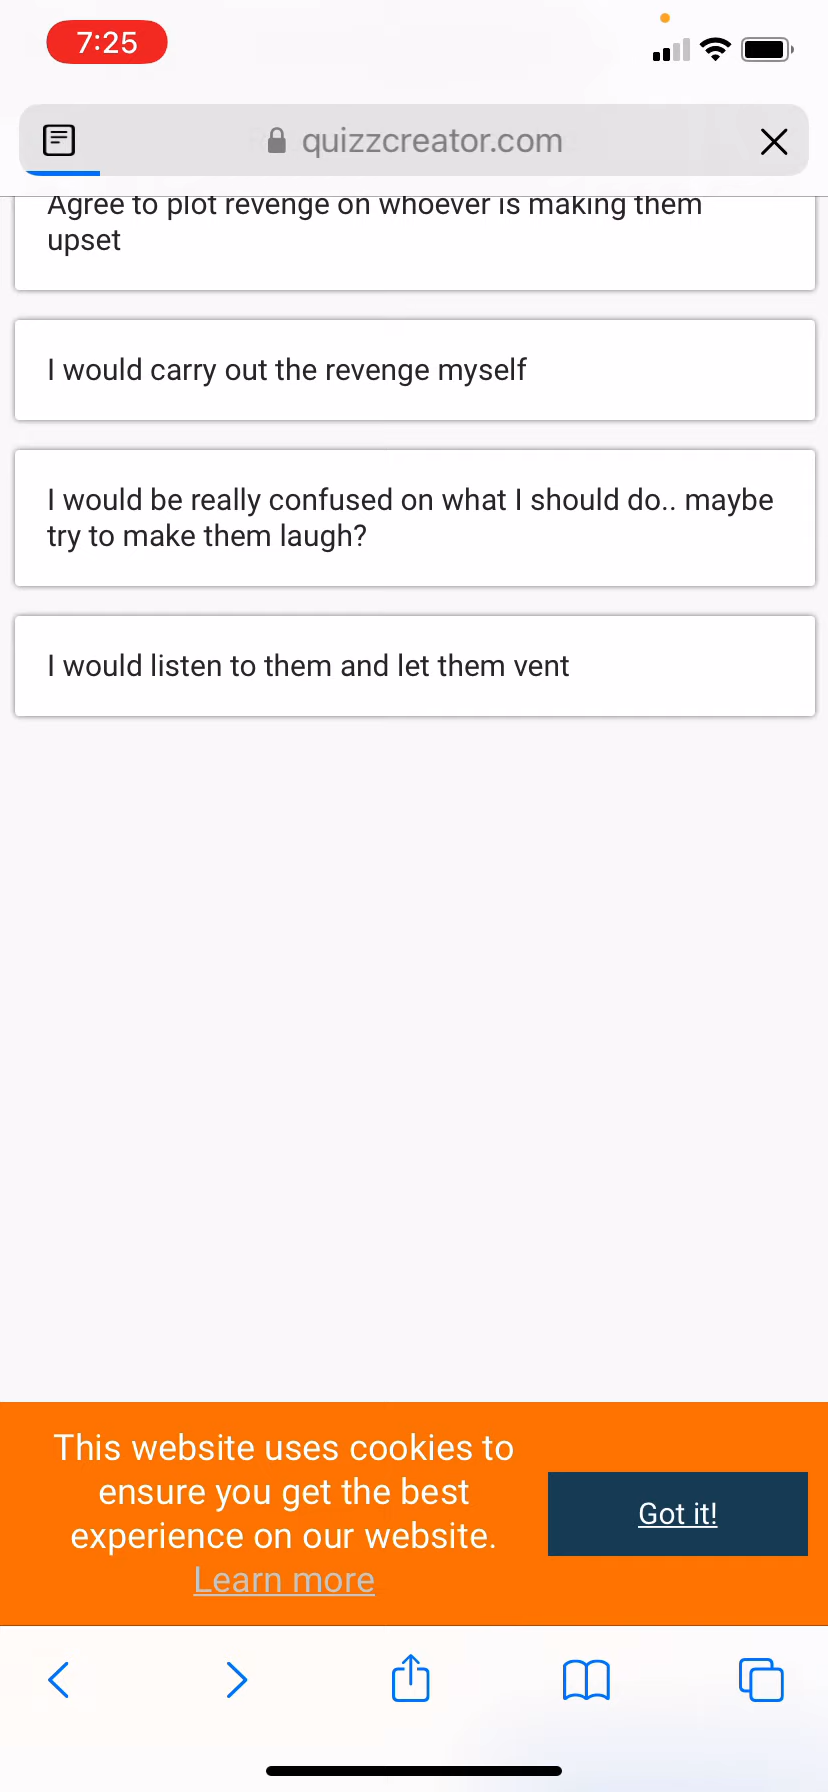 7:25
quizzcreator.com
Agree to plot revenge on whoever is making them
upset
I would carry out the revenge myself
I would be really confused on what I should do.. maybe
try to make them laugh?
I would listen to them and let them vent
This website uses cookies to
ensure you get the best
experience on our website.
Learn more
Got it!